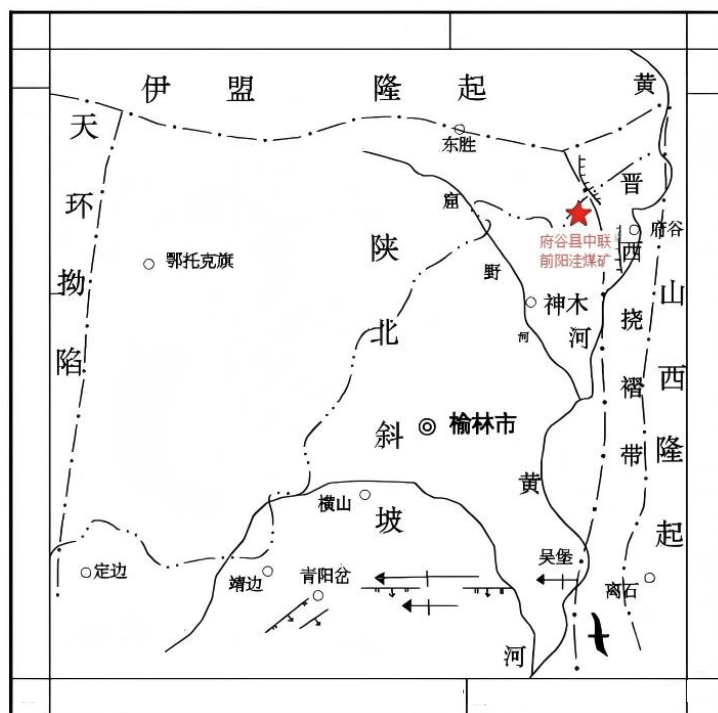 伊盟隆起
黄
天环拗陷
东胜
窟野河
晋西挠褶带
府谷
府谷县中联
前阳洼煤矿
鄂托克旗
陕北斜坡
神木
河
山西隆起
榆林市
横山
黄
吴堡
定边
靖边
青阳岔
离石
河